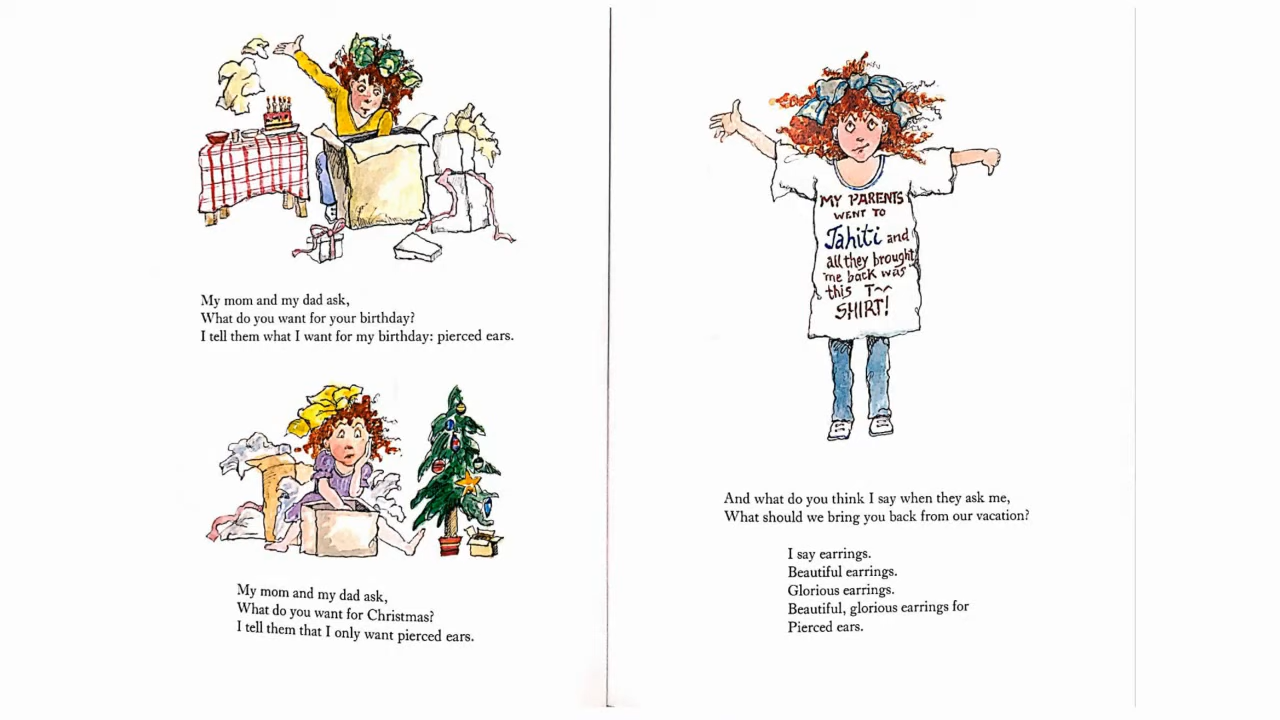 My mom and my dad ask,
What do you want for your birthday?
I tell them what I want for my birthday: pierced ears.
My mom and my dad ask,
What do you want for Christmas?
I tell them that I only want pierced ears.
MY PARENTS
WENT TO
Tahiti and
all they brought
me back was
this T~~
SHIRT!
And what do you think I say when they ask me,
What should we bring you back from our vacation?
I say earrings.
Beautiful earrings.
Glorious earrings.
Beautiful, glorious earrings for
Pierced ears.